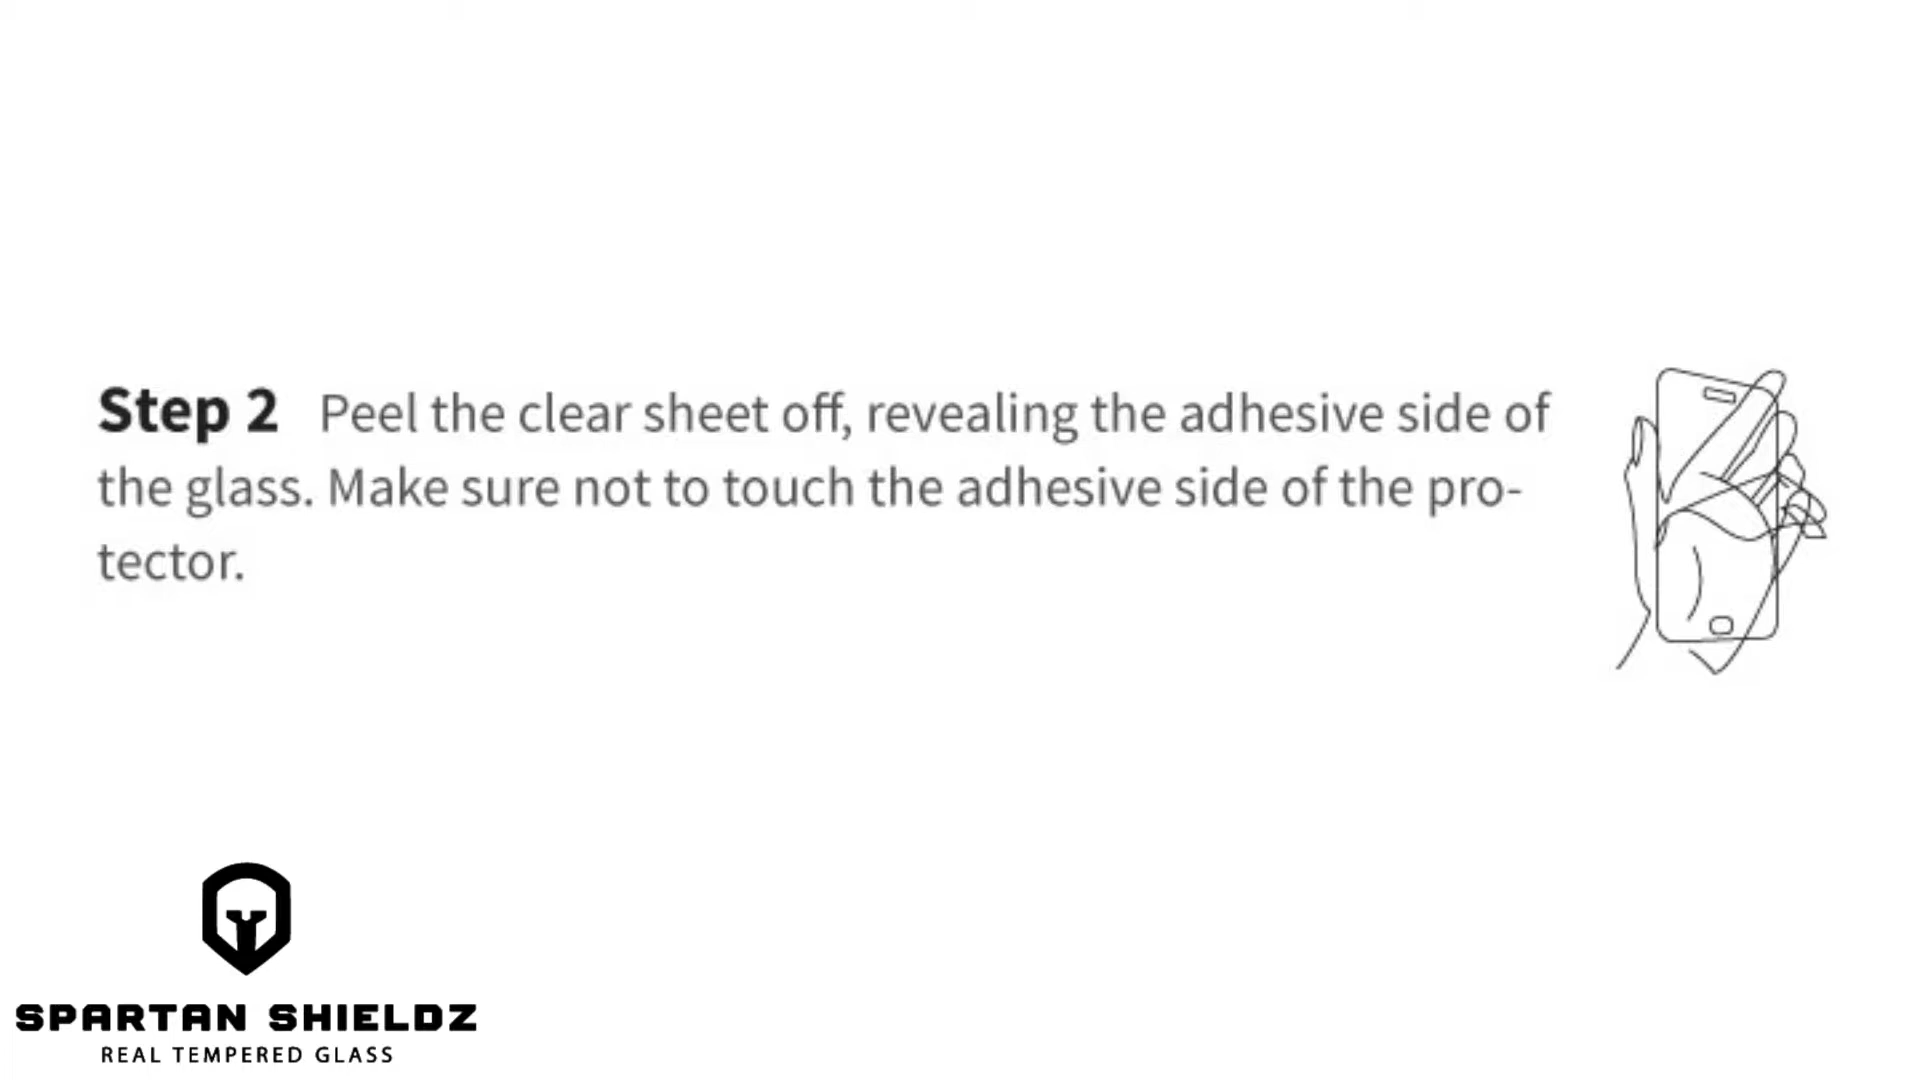 Step 2 Peel the clear sheet off, revealing the adhesive side of
the glass. Make sure not to touch the adhesive side of the pro-
tector.
SPARTAN SHIELDZ
REAL TEMPERED GLASS